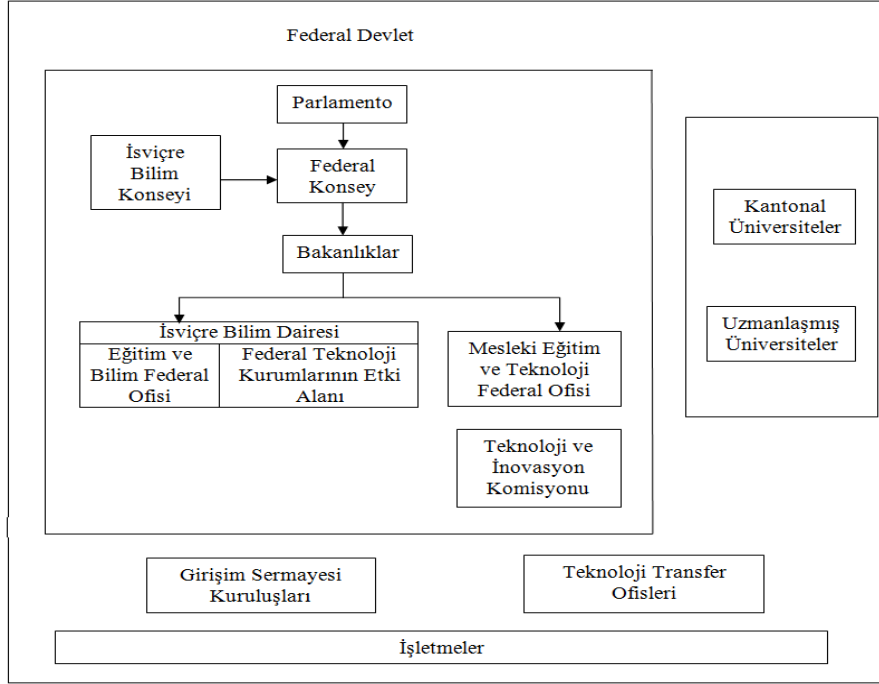 Federal Devlet
Parlamento
İsviçre
Bilim
Konseyi
Federal
Konsey
Bakanlıklar
İsviçre Bilim Dairesi
Eğitim ve
Bilim Federal
Ofisi
Federal Teknoloji
Kurumlarının Etki
Alanı
Mesleki Eğitim
ve Teknoloji
Federal Ofisi
Teknoloji ve
İnovasyon
Komisyonu
Kantonal
Üniversiteler
Uzmanlaşmış
Üniversiteler
Girişim Sermayesi
Kuruluşları
Teknoloji Transfer
Ofisleri
İşletmeler